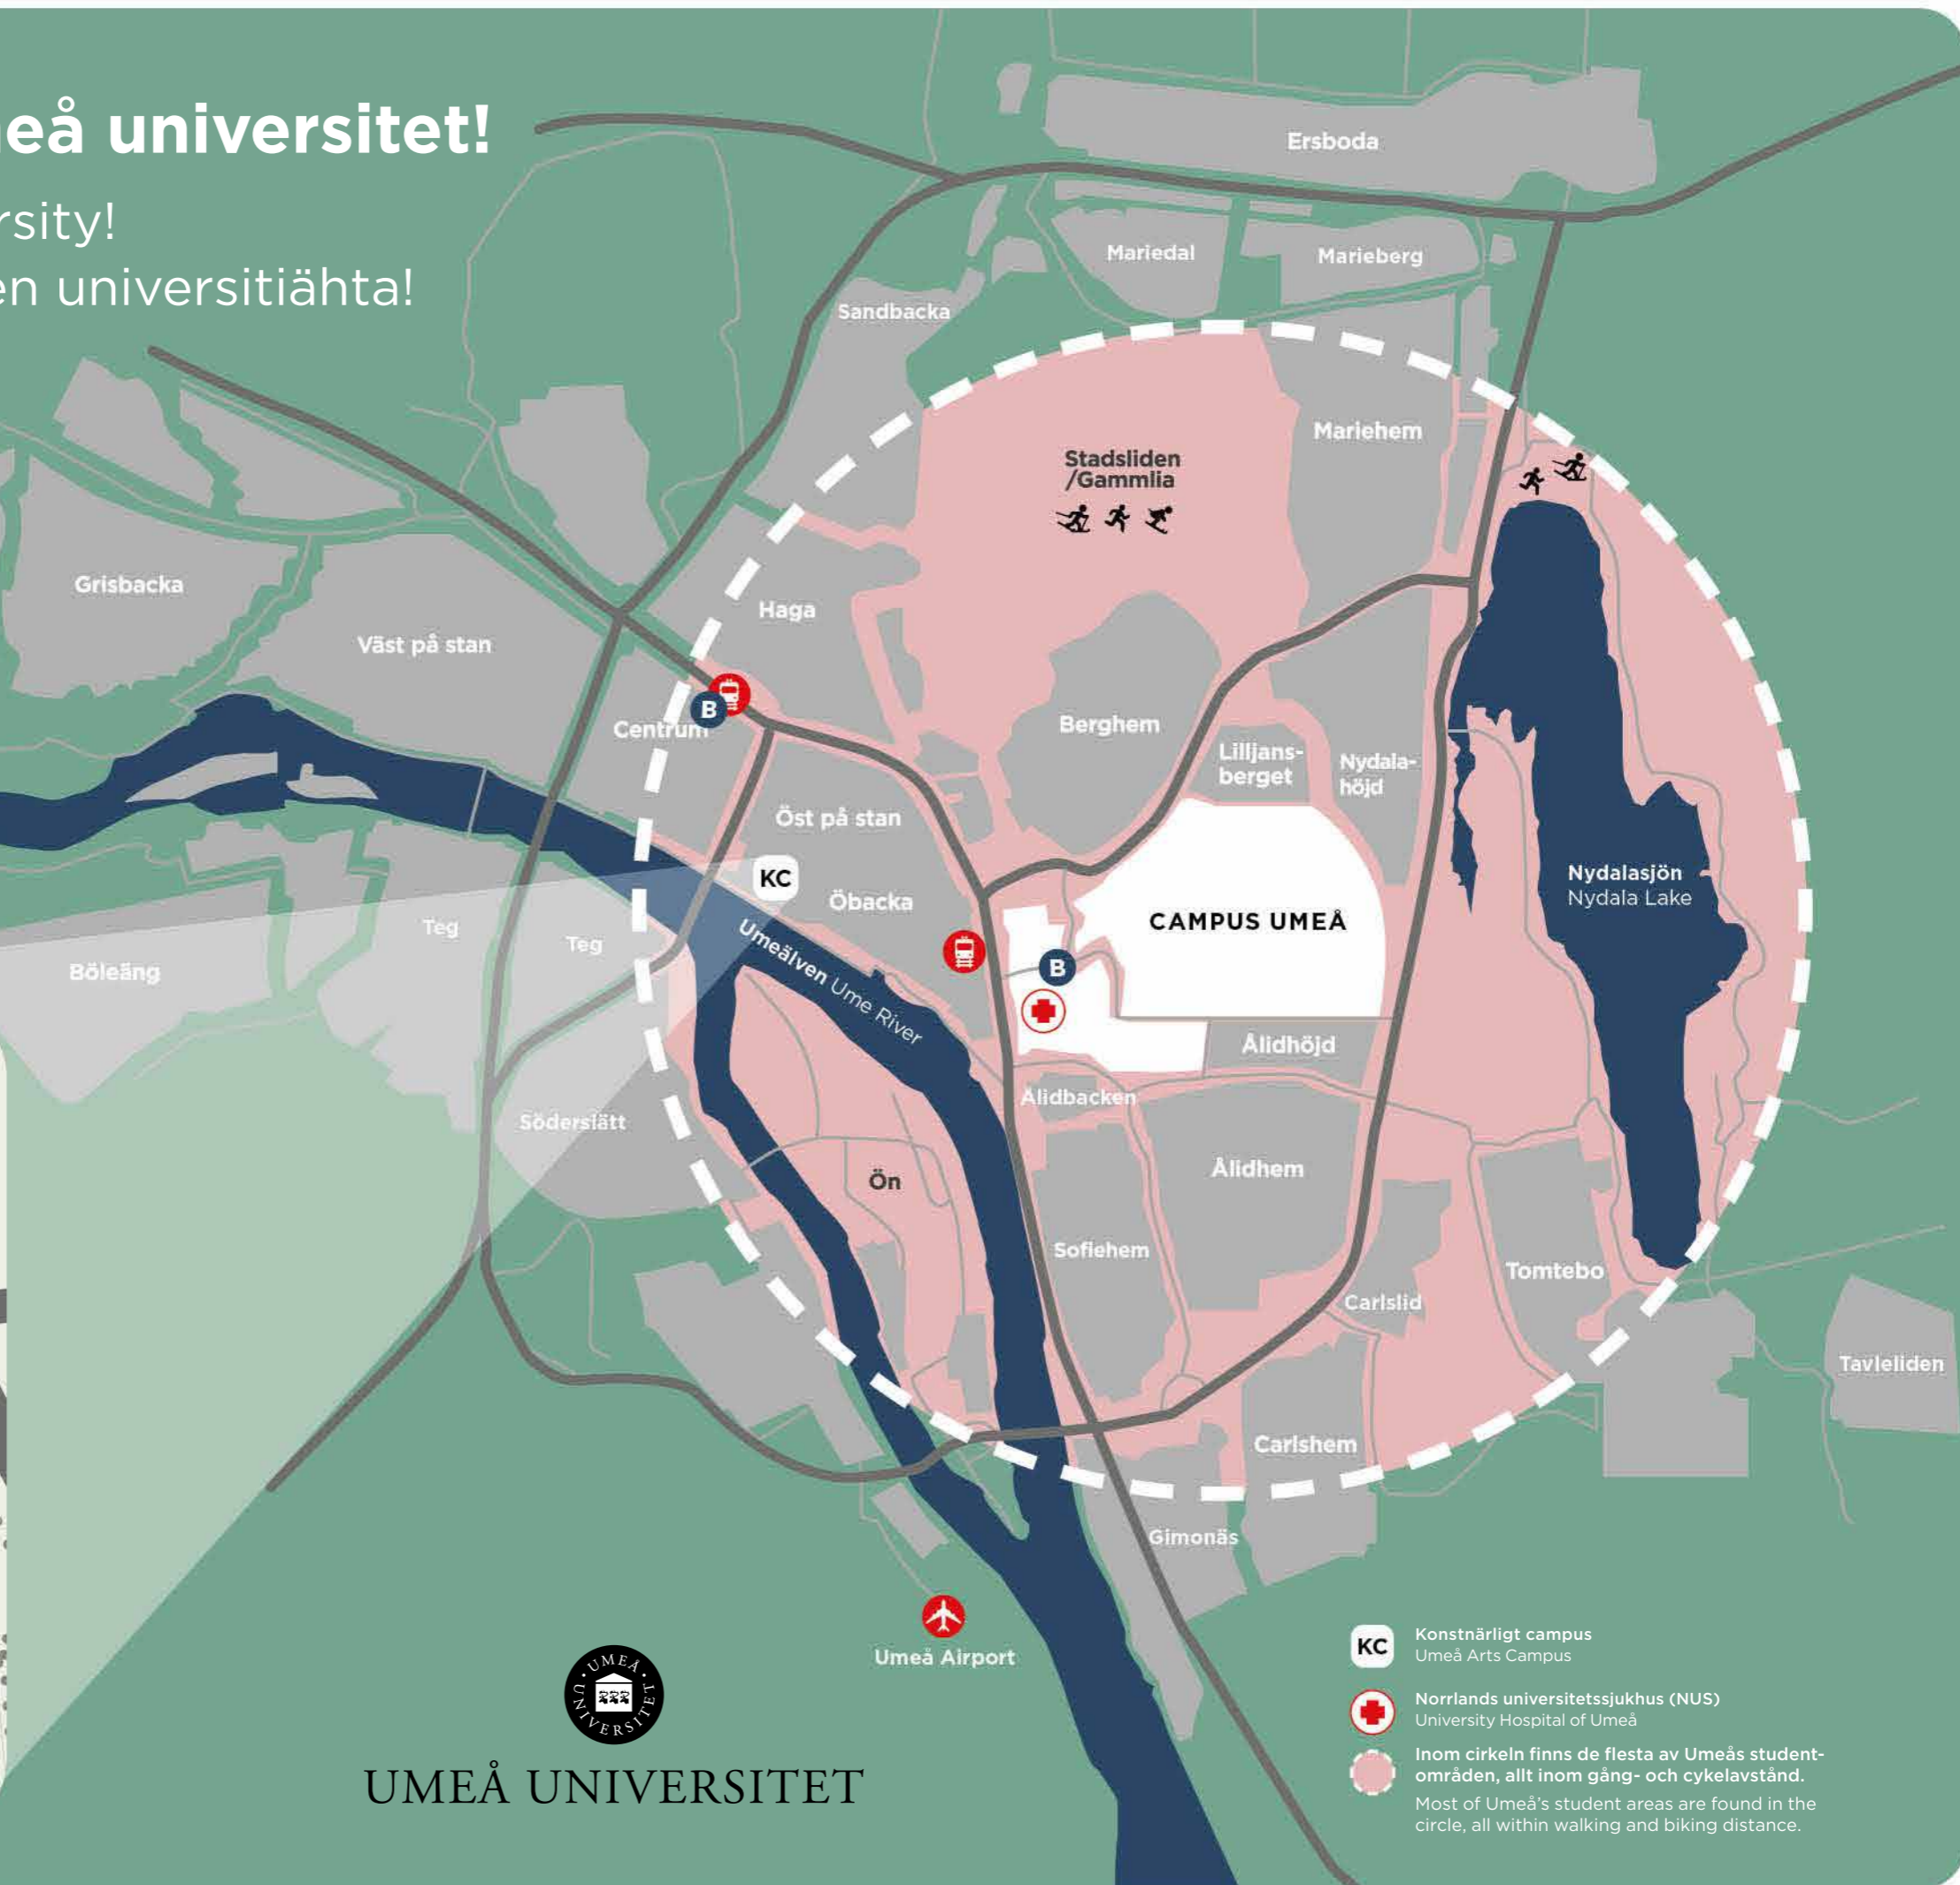 eå universitet!
rsity!
en universitiähta!
Ersboda
Mariedal
Marieberg
Sandbacka
Mariehem
Stadsliden
/Gammlia
Grisbacka
Haga
Väst på stan
B
Centrum
Berghem
Lilljans-
berget
Nydala-
höjd
Öst på stan
KC
Öbacka
Nydalasjön
Nydala Lake
CAMPUS UMEÅ
Teg
Teg
Böleäng
Umeälven Ume River
B
Ålidhöjd
Ålidbacken
Söderslätt
Ön
Ålidhem
Sofiehem
Tomtebo
Carlslid
Tavleliden
Carlshem
Gimonäs
Umeå Airport
KC
Konstnärligt campus
Umeå Arts Campus
Norrlands universitetssjukhus (NUS)
University Hospital of Umeå
Inom cirkeln finns de flesta av Umeås student-
områden, allt inom gång- och cykelavstånd.
Most of Umeå's student areas are found in the
circle, all within walking and biking distance.
UMEÅ UNIVERSITET
UMEÅ UNIVERSITET